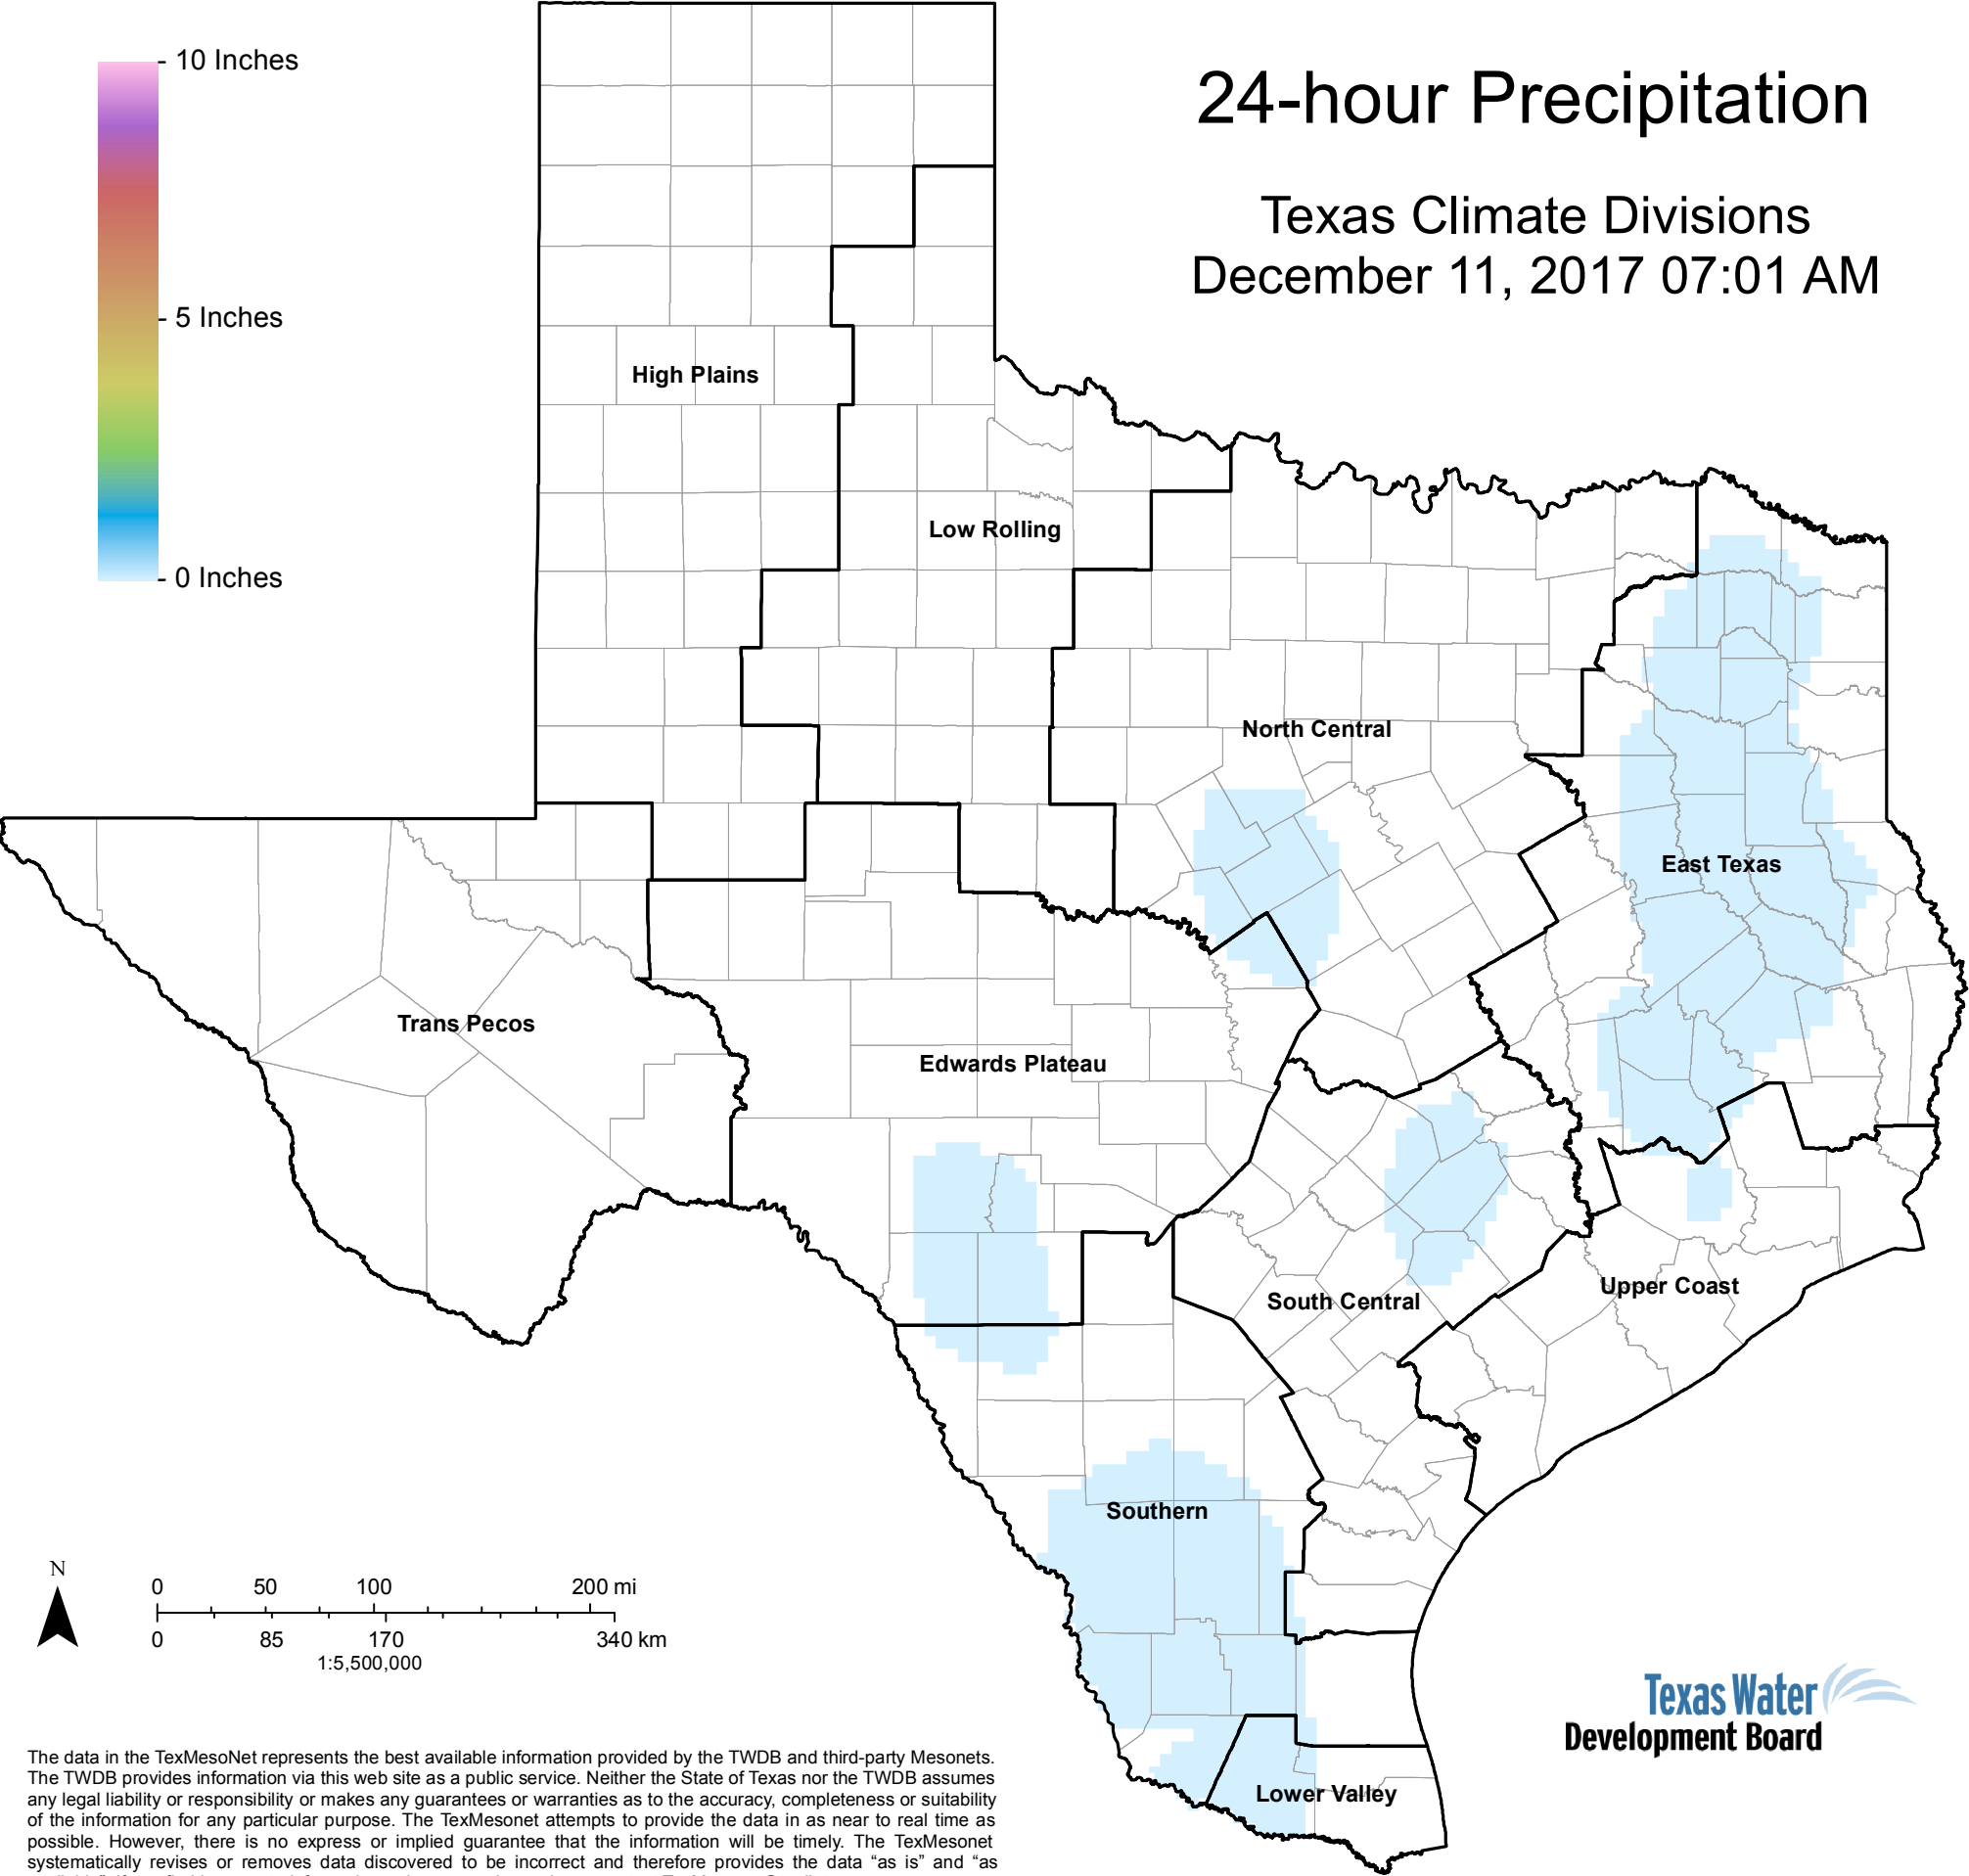 24-hour Precipitation
Texas Climate Divisions
December 11, 2017 07:01 AM
10 Inches
5 Inches
0 Inches
High Plains
Low Rolling
North Central
East Texas
Trans Pecos
Edwards Plateau
South Central
Upper Coast
Southern
Lower Valley
N
0 50 100 200 mi
0 85 170 340 km
1:5,500,000
Texas Water
Development Board
The data in the TexMesoNet represents the best available information provided by the TWDB and third-party Mesonets.
The TWDB provides information via this web site as a public service. Neither the State of Texas nor the TWDB assumes
any legal liability or responsibility or makes any guarantees or warranties as to the accuracy, completeness or suitability
of the information for any particular purpose. The TexMesonet attempts to provide the data in as near to real time as
possible. However, there is no express or implied guarantee that the information will be timely. The TexMesonet
systematically revises or removes data discovered to be incorrect and therefore provides the data “as is” and “as